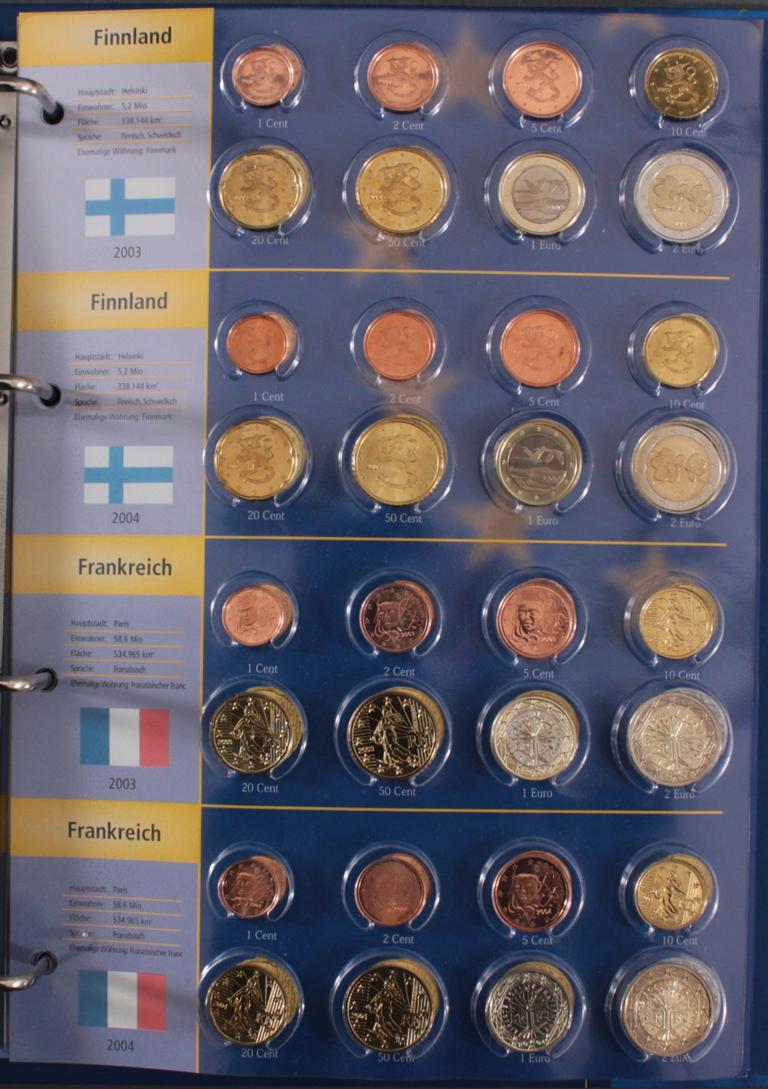 Finnland
Hauptstadt: Helsinki
Einwohner: 5,2 Mio
Fläche: 338.144 km²
Sprache: Finnisch, Schwedisch
Ehemalige Währung: Finnmark
2003
1 Cent 2 Cent 5 Cent 10 Cent
20 Cent 50 Cent 1 Euro 2 Euro
Finnland
Hauptstadt: Helsinki
Einwohner: 5,2 Mio
Fläche: 338.144 km²
Sprache: Finnisch, Schwedisch
Ehemalige Währung: Finnmark
2004
1 Cent 2 Cent 5 Cent 10 Cent
20 Cent 50 Cent 1 Euro 2 Euro
Frankreich
Hauptstadt: Paris
Einwohner: 58,6 Mio
Fläche: 534.965 km²
Sprache: Französisch
Ehemalige Währung: Französischer Franc
2003
1 Cent 2 Cent 5 Cent 10 Cent
20 Cent 50 Cent 1 Euro 2 Euro
Frankreich
Hauptstadt: Paris
Einwohner: 58,6 Mio
Fläche: 534.965 km²
Sprache: Französisch
Ehemalige Währung: Französischer Franc
2004
1 Cent 2 Cent 5 Cent 10 Cent
20 Cent 50 Cent 1 Euro 2 Euro